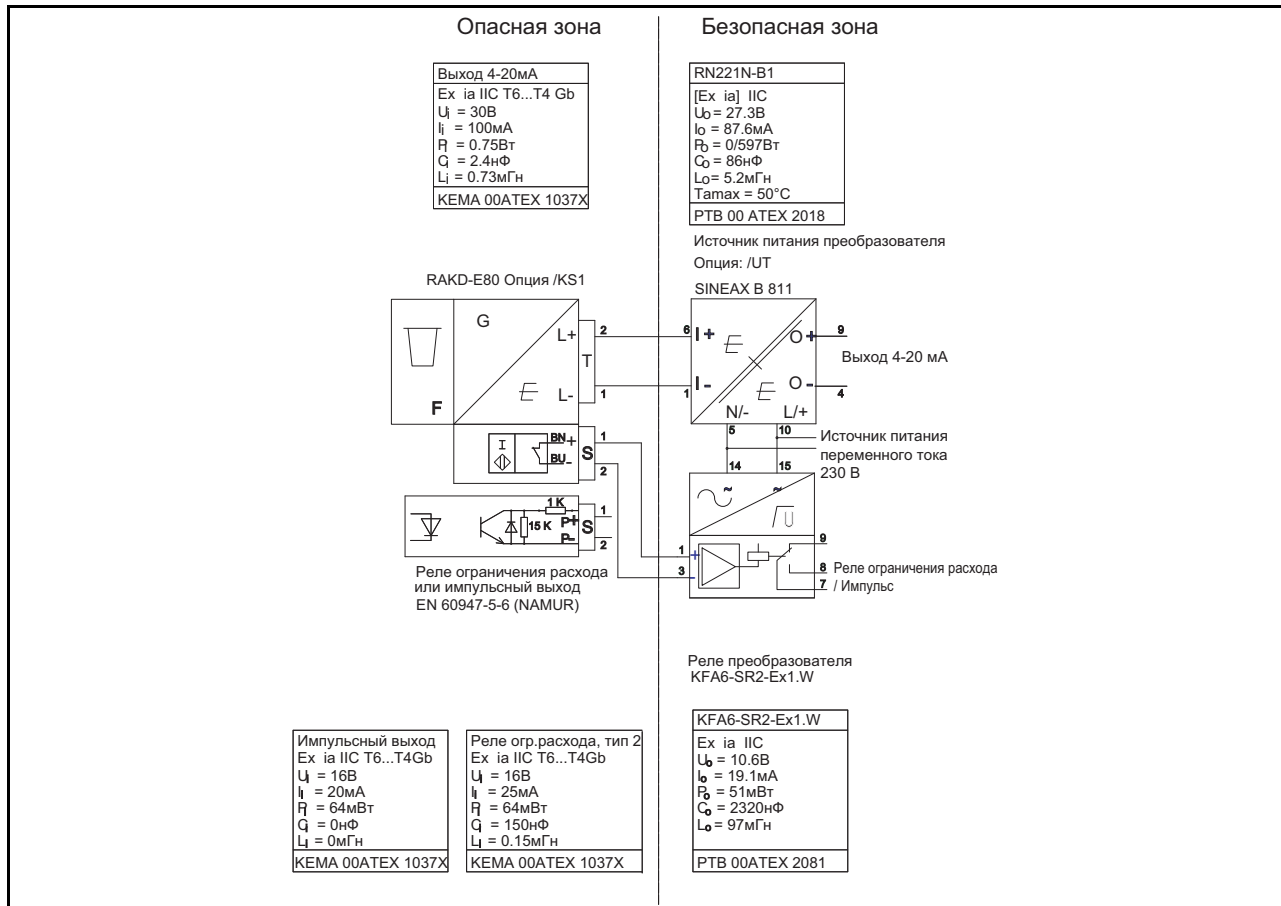 Опасная зона
Безопасная зона
Выход 4-20мА
Ex ia IIC T6...T4 Gb
Ui = 30В
Ii = 100мА
Pi = 0.75Вт
Ci = 2.4нФ
Li = 0.73мГн
KEMA 00ATEX 1037X
RN221N-B1
[Ex ia] IIC
Uo = 27.3В
Io = 87.6мА
Po = 0/597Вт
Co = 86нФ
Lo = 5.2мГн
Tamax = 50°C
PTB 00 ATEX 2018
Источник питания преобразователя
Опция: /UT
RAKD-E80 Опция /KS1
SINEAX B 811
G
E
F
L+
L-
T
2
1
6
1
I+
I-
E
E
O+
O-
N/-
L/+
9
4
Выход 4-20 мА
5
10
Источник питания
переменного тока
230 В
14
15
I
BN+
BU-
S
1
2
~
~
U
1 K
15 K
P+
P-
S
1
2
1
3
+
-
9
8
7
Реле ограничения расхода
/ Импульс
Реле ограничения расхода
или импульсный выход
EN 60947-5-6 (NAMUR)
Реле преобразователя
KFA6-SR2-Ex1.W
Импульсный выход
Ex ia IIC T6...T4Gb
Ui = 16В
Ii = 20мА
Pi = 64мВт
Ci = 0нФ
Li = 0мГн
KEMA 00ATEX 1037X
Реле огр.расхода, тип 2
Ex ia IIC T6...T4Gb
Ui = 16В
Ii = 25мА
Pi = 64мВт
Ci = 150нФ
Li = 0.15мГн
KEMA 00ATEX 1037X
KFA6-SR2-Ex1.W
Ex ia IIC
Uo = 10.6В
Io = 19.1мА
Po = 51мВт
Co = 2320нФ
Lo = 97мГн
PTB 00ATEX 2081